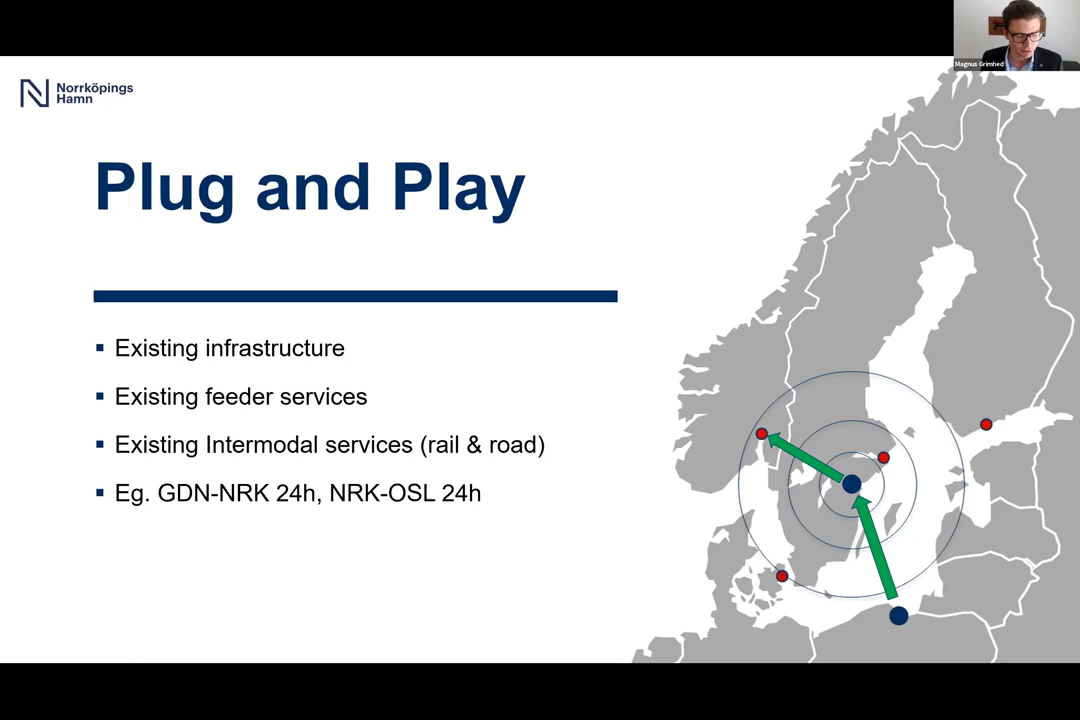 Magnus Grimhed
Norrköpings
Hamn
Plug and Play
Existing infrastructure
Existing feeder services
Existing Intermodal services (rail & road)
Eg. GDN-NRK 24h, NRK-OSL 24h